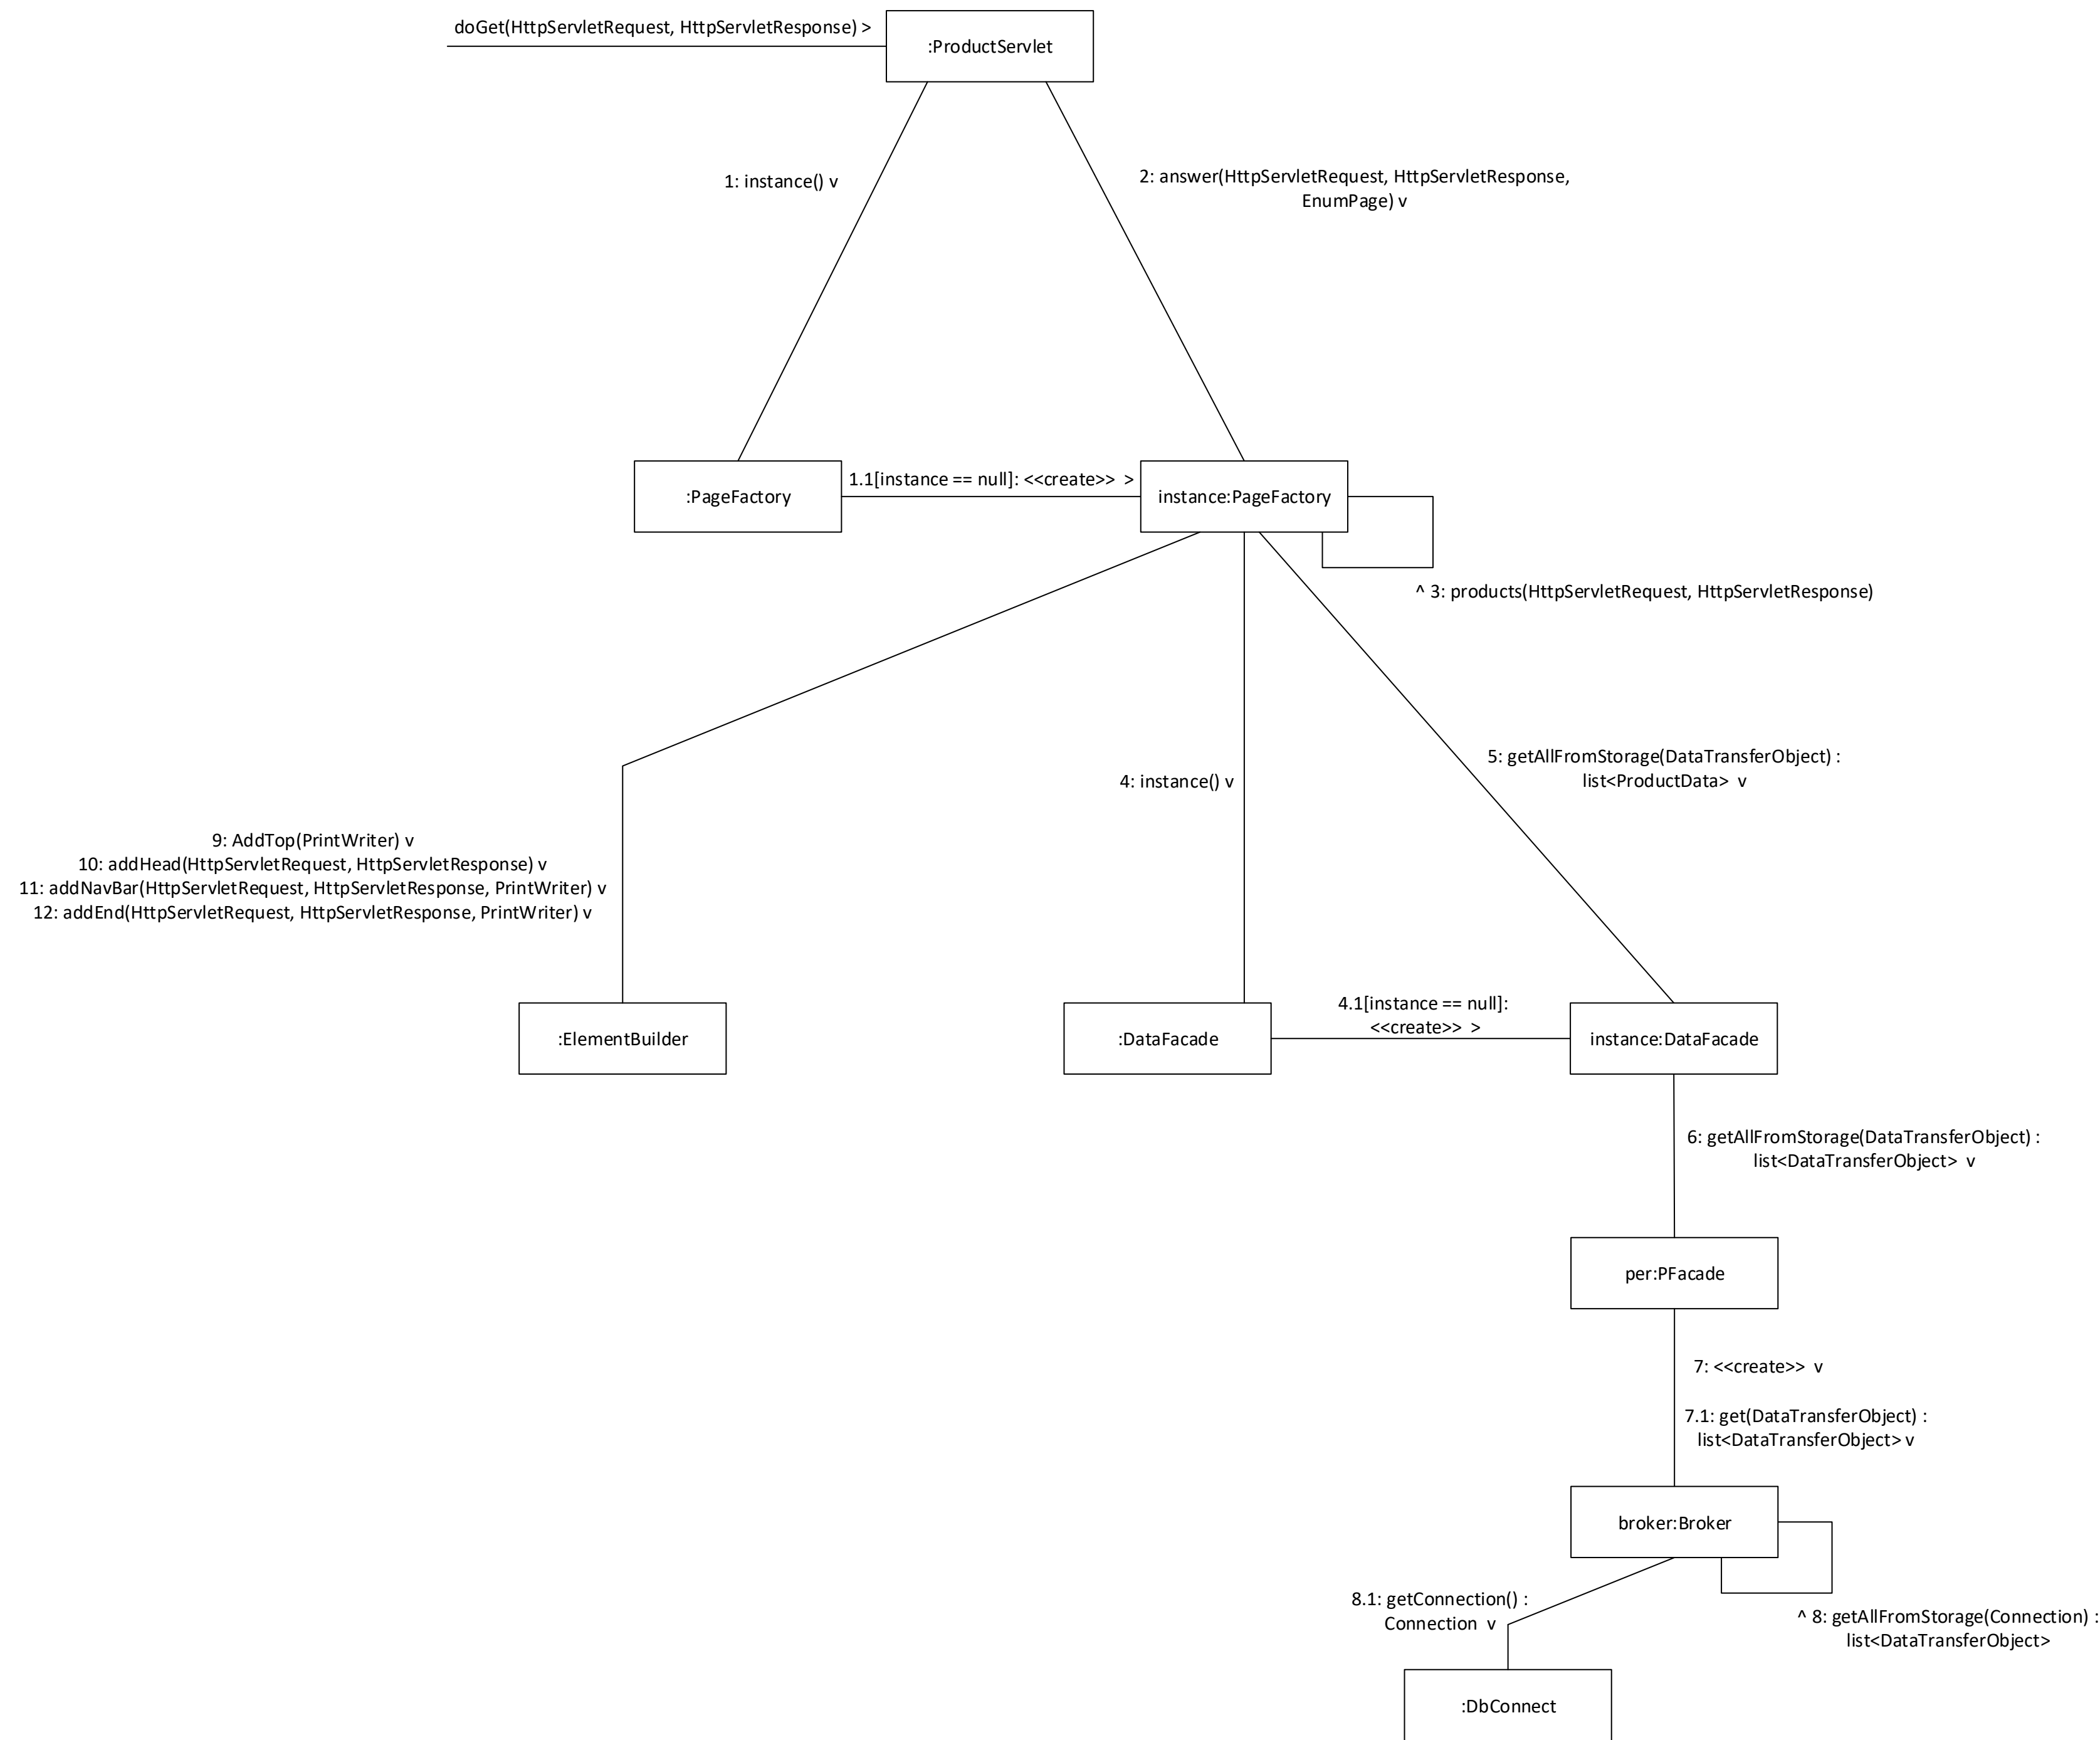 doGet(HttpServletRequest, HttpServletResponse) >
:ProductServlet
1: instance() v
2: answer(HttpServletRequest, HttpServletResponse,
EnumPage) v
:PageFactory
1.1[instance == null]: <<create>> >
instance:PageFactory
^ 3: products(HttpServletRequest, HttpServletResponse)
4: instance() v
5: getAllFromStorage(DataTransferObject) :
list<ProductData> v
9: AddTop(PrintWriter) v
10: addHead(HttpServletRequest, HttpServletResponse) v
11: addNavBar(HttpServletRequest, HttpServletResponse, PrintWriter) v
12: addEnd(HttpServletRequest, HttpServletResponse, PrintWriter) v
:ElementBuilder
:DataFacade
4.1[instance == null]:
<<create>> >
instance:DataFacade
6: getAllFromStorage(DataTransferObject) :
list<DataTransferObject> v
per:PFacade
7: <<create>> v
7.1: get(DataTransferObject) :
list<DataTransferObject> v
broker:Broker
8.1: getConnection() :
Connection v
^ 8: getAllFromStorage(Connection) :
list<DataTransferObject>
:DbConnect